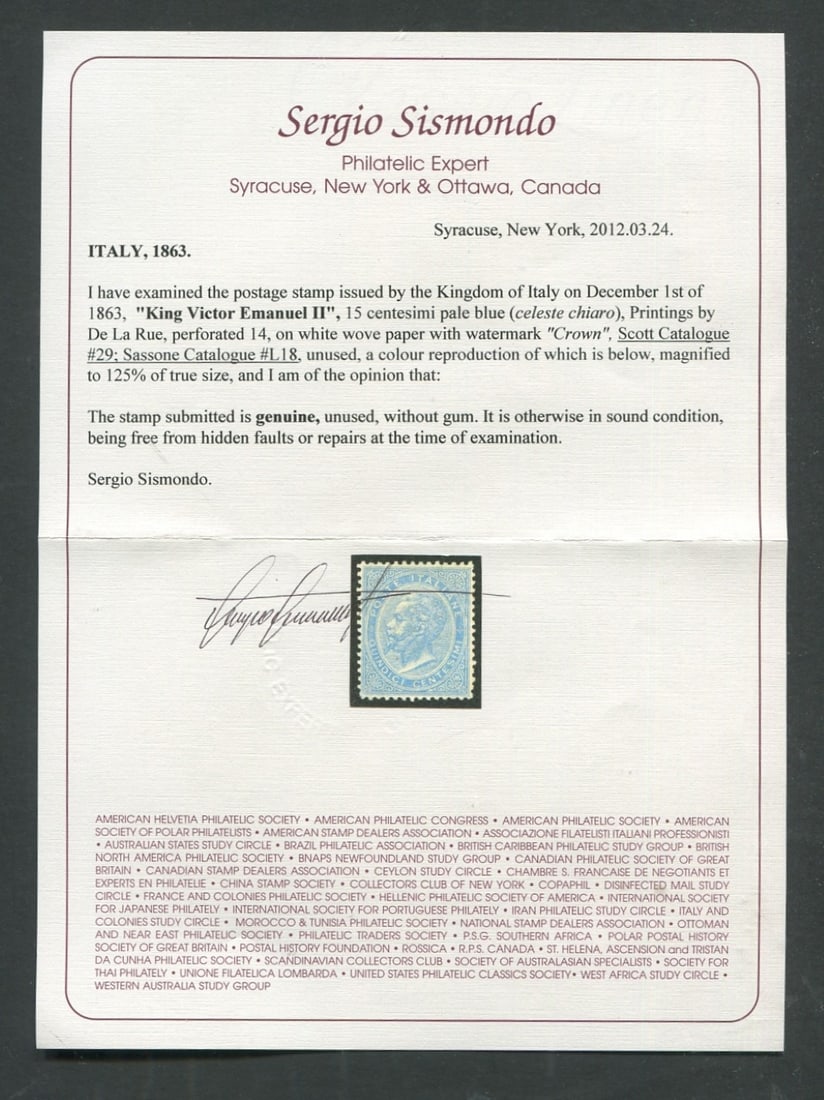 Sergio Sismondo
Philatelic Expert
Syracuse, New York & Ottawa, Canada
Syracuse, New York, 2012.03.24.
ITALY, 1863.
I have examined the postage stamp issued by the Kingdom of Italy on December 1st of
1863, "King Victor Emanuel II", 15 centesimi pale blue (celeste chiaro), Printings by
De La Rue, perforated 14, on white wove paper with watermark "Crown", Scott Catalogue
#29; Sassone Catalogue #L18, unused, a colour reproduction of which is below, magnified
to 125% of true size, and I am of the opinion that:
The stamp submitted is genuine, unused, without gum. It is otherwise in sound condition,
being free from hidden faults or repairs at the time of examination.
Sergio Sismondo.
POSTE ITALIANE
QUINDICI CENTESIMI
AMERICAN HELVETIA PHILATELIC SOCIETY • AMERICAN PHILATELIC CONGRESS • AMERICAN PHILATELIC SOCIETY • AMERICAN
SOCIETY OF POLAR PHILATELISTS • AMERICAN STAMP DEALERS ASSOCIATION • ASSOCIAZIONE FILATELISTI ITALIANI PROFESSIONISTI
• AUSTRALIAN STATES STUDY CIRCLE • BRAZIL PHILATELIC ASSOCIATION • BRITISH CARIBBEAN PHILATELIC STUDY GROUP • BRITISH
NORTH AMERICA PHILATELIC SOCIETY • BNAPS NEWFOUNDLAND STUDY GROUP • CANADIAN PHILATELIC SOCIETY OF GREAT
BRITAIN • CANADIAN STAMP DEALERS ASSOCIATION • CEYLON STUDY CIRCLE • CHAMBRE S. FRANCAISE DE NEGOTIANTS ET
EXPERTS EN PHILATELIE • CHINA STAMP SOCIETY • COLLECTORS CLUB OF NEW YORK • COPAPHIL • DISINFECTED MAIL STUDY
CIRCLE • FRANCE AND COLONIES PHILATELIC SOCIETY • HELLENIC PHILATELIC SOCIETY OF AMERICA • INTERNATIONAL SOCIETY
FOR JAPANESE PHILATELY • INTERNATIONAL SOCIETY FOR PORTUGUESE PHILATELY • IRAN PHILATELIC STUDY CIRCLE • ITALY AND
COLONIES STUDY CIRCLE • MOROCCO & TUNISIA PHILATELIC SOCIETY • NATIONAL STAMP DEALERS ASSOCIATION • OTTOMAN
AND NEAR EAST PHILATELIC SOCIETY • PHILATELIC TRADERS SOCIETY • P.S.G. SOUTHERN AFRICA • POLAR POSTAL HISTORY
SOCIETY OF GREAT BRITAIN • POSTAL HISTORY FOUNDATION • ROSSICA • R.P.S. CANADA • ST. HELENA, ASCENSION and TRISTAN
DA CUNHA PHILATELIC SOCIETY • SCANDINAVIAN COLLECTORS CLUB • SOCIETY OF AUSTRALASIAN SPECIALISTS • SOCIETY FOR
THAI PHILATELY • UNIONE FILATELICA LOMBARDA • UNITED STATES PHILATELIC CLASSICS SOCIETY • WEST AFRICA STUDY CIRCLE •
WESTERN AUSTRALIA STUDY GROUP